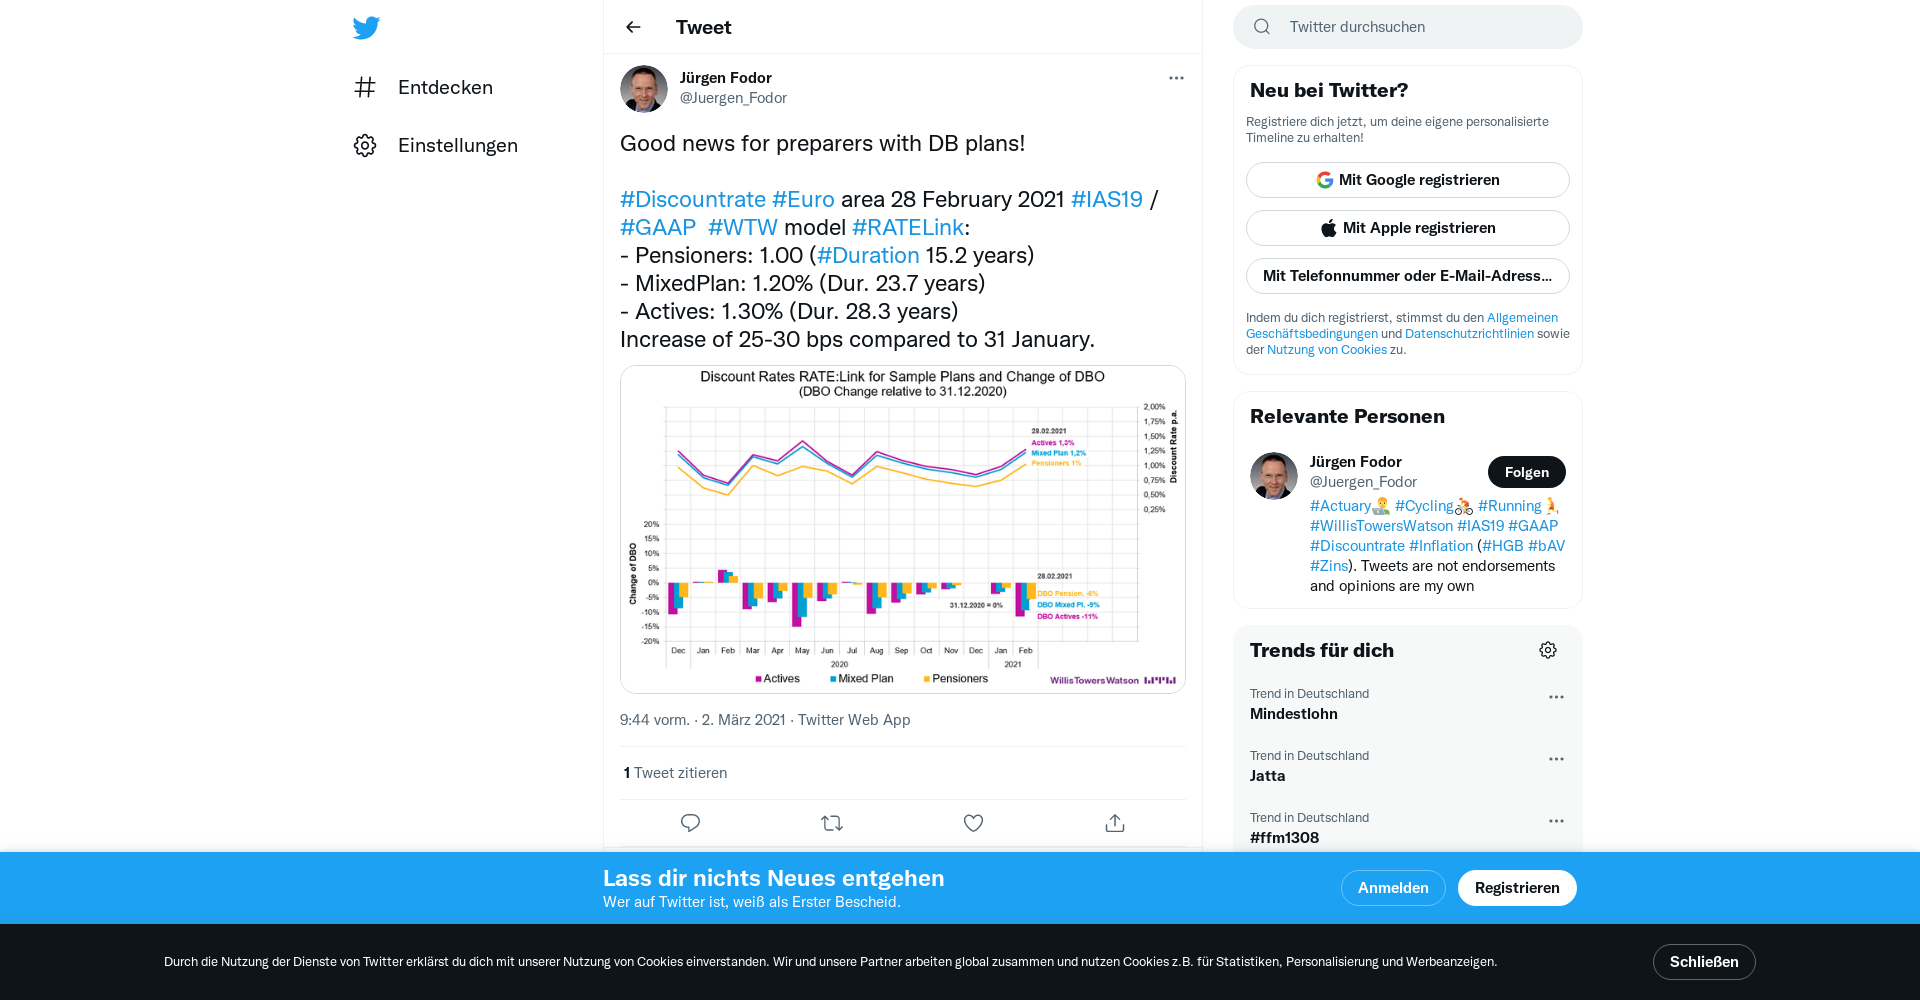 Tweet
Entdecken
Einstellungen
Jürgen Fodor
@Juergen_Fodor
Good news for preparers with DB plans!
#Discountrate #Euro area 28 February 2021 #IAS19 /
#GAAP #WTW model #RATELink:
- Pensioners: 1.00 (#Duration 15.2 years)
- MixedPlan: 1.20% (Dur. 23.7 years)
- Actives: 1.30% (Dur. 28.3 years)
Increase of 25-30 bps compared to 31 January.
Discount Rates RATE:Link for Sample Plans and Change of DBO
(DBO Change relative to 31.12.2020)
2,00%
1,75%
1,50%
1,25%
1,00%
0,75%
0,50%
0,25%
Discount Rate p.a.
28.02.2021
Actives 1,3%
Mixed Plan 1,2%
Pensioners 1%
20%
15%
10%
5%
0%
-5%
-10%
-15%
-20%
Change of DBO
28.02.2021
DBO Pension. -6%
DBO Mixed Pl. -9%
DBO Actives -11%
31.12.2020 = 0%
Dec Jan Feb Mar Apr May Jun Jul Aug Sep Oct Nov Dec Jan Feb
2020 2021
Actives Mixed Plan Pensioners
WillisTowersWatson
9:44 vorm. · 2. März 2021 · Twitter Web App
1 Tweet zitieren
Twitter durchsuchen
Neu bei Twitter?
Registriere dich jetzt, um deine eigene personalisierte
Timeline zu erhalten!
Mit Google registrieren
Mit Apple registrieren
Mit Telefonnummer oder E-Mail-Adress...
Indem du dich registrierst, stimmst du den Allgemeinen
Geschäftsbedingungen und Datenschutzrichtlinien sowie
der Nutzung von Cookies zu.
Relevante Personen
Jürgen Fodor
@Juergen_Fodor
Folgen
#Actuary #Cycling #Running
#WillisTowersWatson #IAS19 #GAAP
#Discountrate #Inflation (#HGB #bAV
#Zins). Tweets are not endorsements
and opinions are my own
Trends für dich
Trend in Deutschland
Mindestlohn
Trend in Deutschland
Jatta
Trend in Deutschland
#ffm1308
Lass dir nichts Neues entgehen
Wer auf Twitter ist, weiß als Erster Bescheid.
Anmelden
Registrieren
Durch die Nutzung der Dienste von Twitter erklärst du dich mit unserer Nutzung von Cookies einverstanden. Wir und unsere Partner arbeiten global zusammen und nutzen Cookies z.B. für Statistiken, Personalisierung und Werbeanzeigen.
Schließen